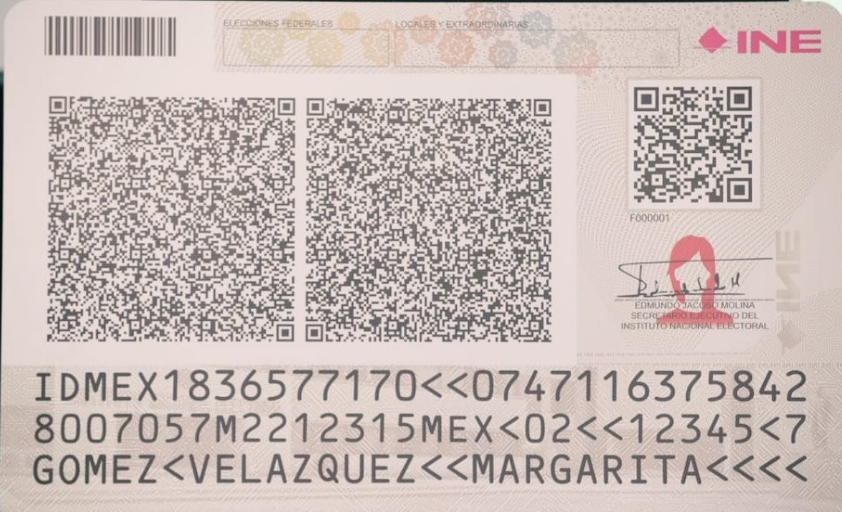 ELECCIONES FEDERALES LOCALES Y EXTRAORDINARIAS
INE
F000001
EDMUNDO JACOBO MOLINA
SECRETARIO EJECUTIVO DEL
INSTITUTO NACIONAL ELECTORAL
INE
IDMEX1836577170<<0747116375842
8007057M2212315MEX<02<<12345<7
GOMEZ<VELAZQUEZ<<MARGARITA<<<<